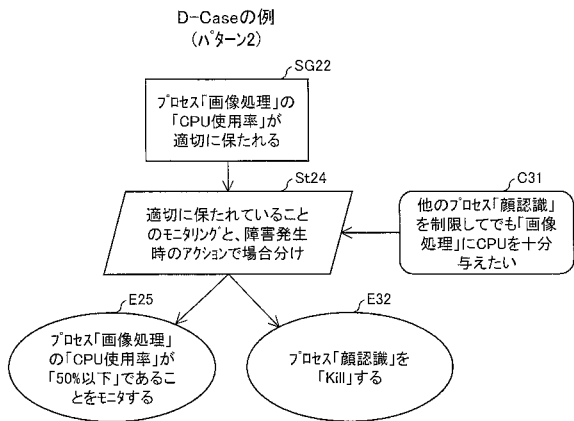 D-Caseの例
(パターン2)
SG22
プロセス「画像処理」の
「CPU使用率」が
適切に保たれる
St24
適切に保たれていること
のモニタリングと、障害発生
時のアクションで場合分け
C31
他のプロセス「顔認識」
を制限してでも「画像
処理」にCPUを十分
与えたい
E25
プロセス「画像処理」
の「CPU使用率」が
「50%以下」であるこ
とをモニタする
E32
プロセス「顔認識」を
「Kill」する